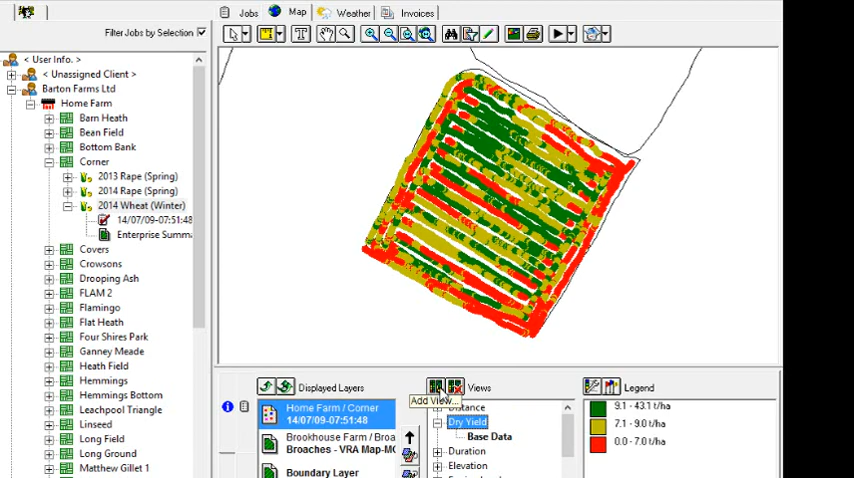 Filter Jobs by Selection
< User Info. >
< Unassigned Client >
Barton Farms Ltd
Home Farm
Barn Heath
Bean Field
Bottom Bank
Corner
2013 Rape (Spring)
2014 Rape (Spring)
2014 Wheat (Winter)
14/07/09-07:51:48
Enterprise Summa
Covers
Crowsons
Drooping Ash
FLAM 2
Flamingo
Flat Heath
Four Shires Park
Ganney Meade
Heath Field
Hemmings
Hemmings Bottom
Leachpool Triangle
Linseed
Long Field
Long Ground
Matthew Gillet 1
Jobs Map Weather Invoices
Displayed Layers
Home Farm / Corner
14/07/09-07:51:48
Brookhouse Farm / Broa
Broaches - VRA Map-MC
Boundary Layer
Views
Add View...
Distance
Dry Yield
Base Data
Duration
Elevation
Legend
9.1 - 43.1 t/ha
7.1 - 9.0 t/ha
0.0 - 7.0 t/ha